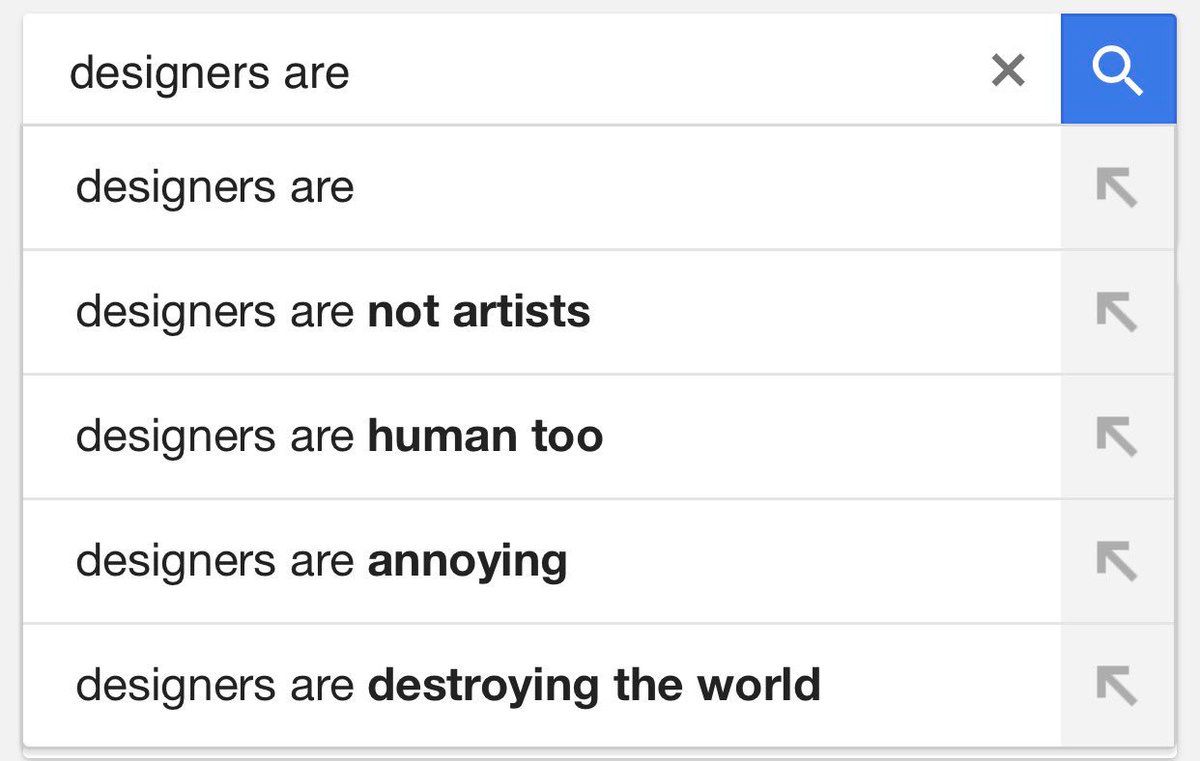 designers are
designers are
designers are not artists
designers are human too
designers are annoying
designers are destroying the world